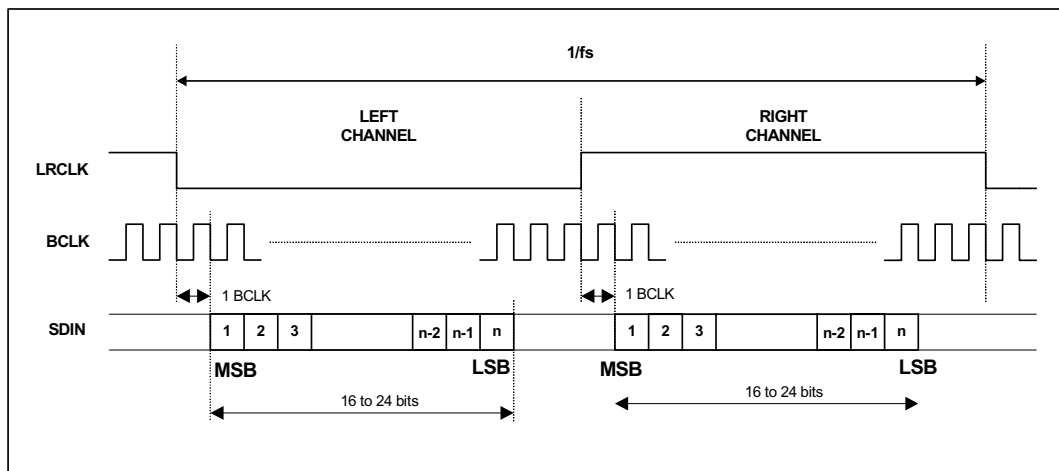 1/fs
LEFT
CHANNEL
RIGHT
CHANNEL
LRCLK
BCLK
1 BCLK
1 BCLK
SDIN
1 2 3 n-2 n-1 n
1 2 3 n-2 n-1 n
MSB LSB
MSB LSB
16 to 24 bits
16 to 24 bits